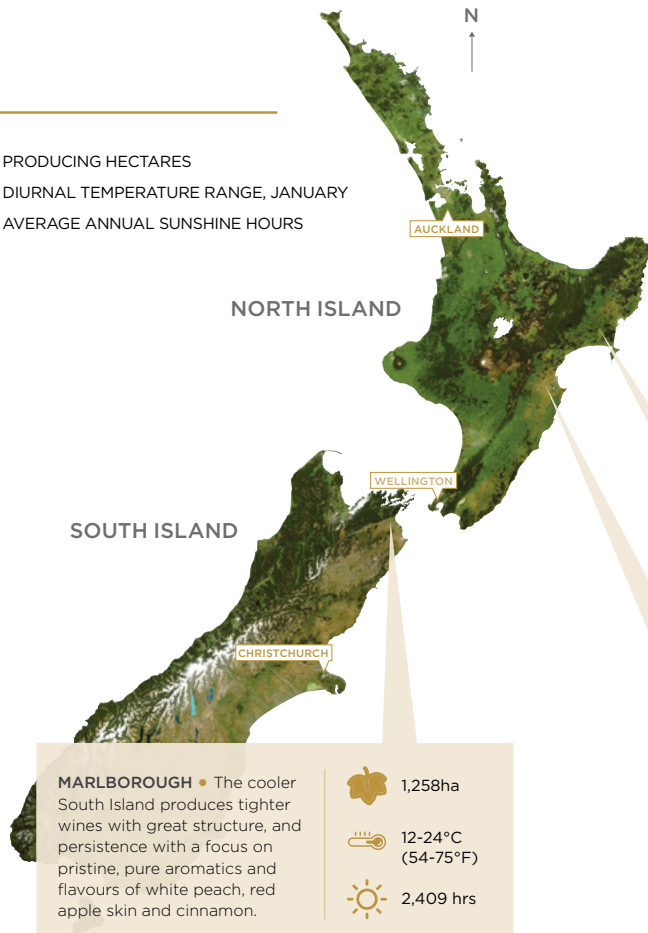 N
PRODUCING HECTARES
DIURNAL TEMPERATURE RANGE, JANUARY
AVERAGE ANNUAL SUNSHINE HOURS
AUCKLAND
NORTH ISLAND
WELLINGTON
SOUTH ISLAND
CHRISTCHURCH
MARLBOROUGH • The cooler
South Island produces tighter
wines with great structure, and
persistence with a focus on
pristine, pure aromatics and
flavours of white peach, red
apple skin and cinnamon.
1,258ha
12-24°C
(54-75°F)
2,409 hrs